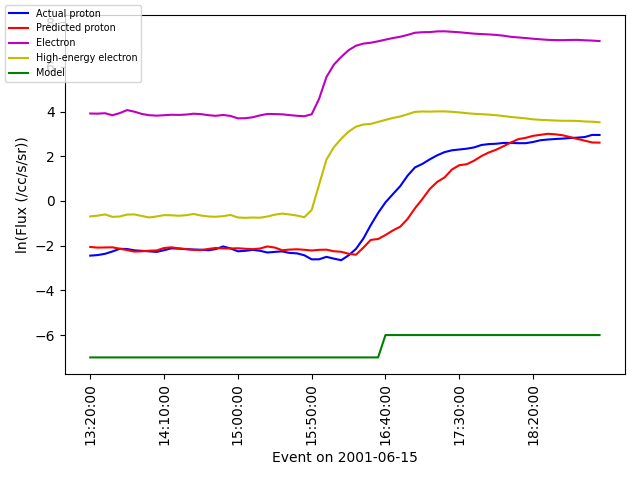 Actual proton
Predicted proton
Electron
High-energy electron
Model
8
6
4
2
0
−2
−4
−6
ln(Flux (/cc/s/sr))
13:20:00
14:10:00
15:00:00
15:50:00
16:40:00
17:30:00
18:20:00
Event on 2001-06-15